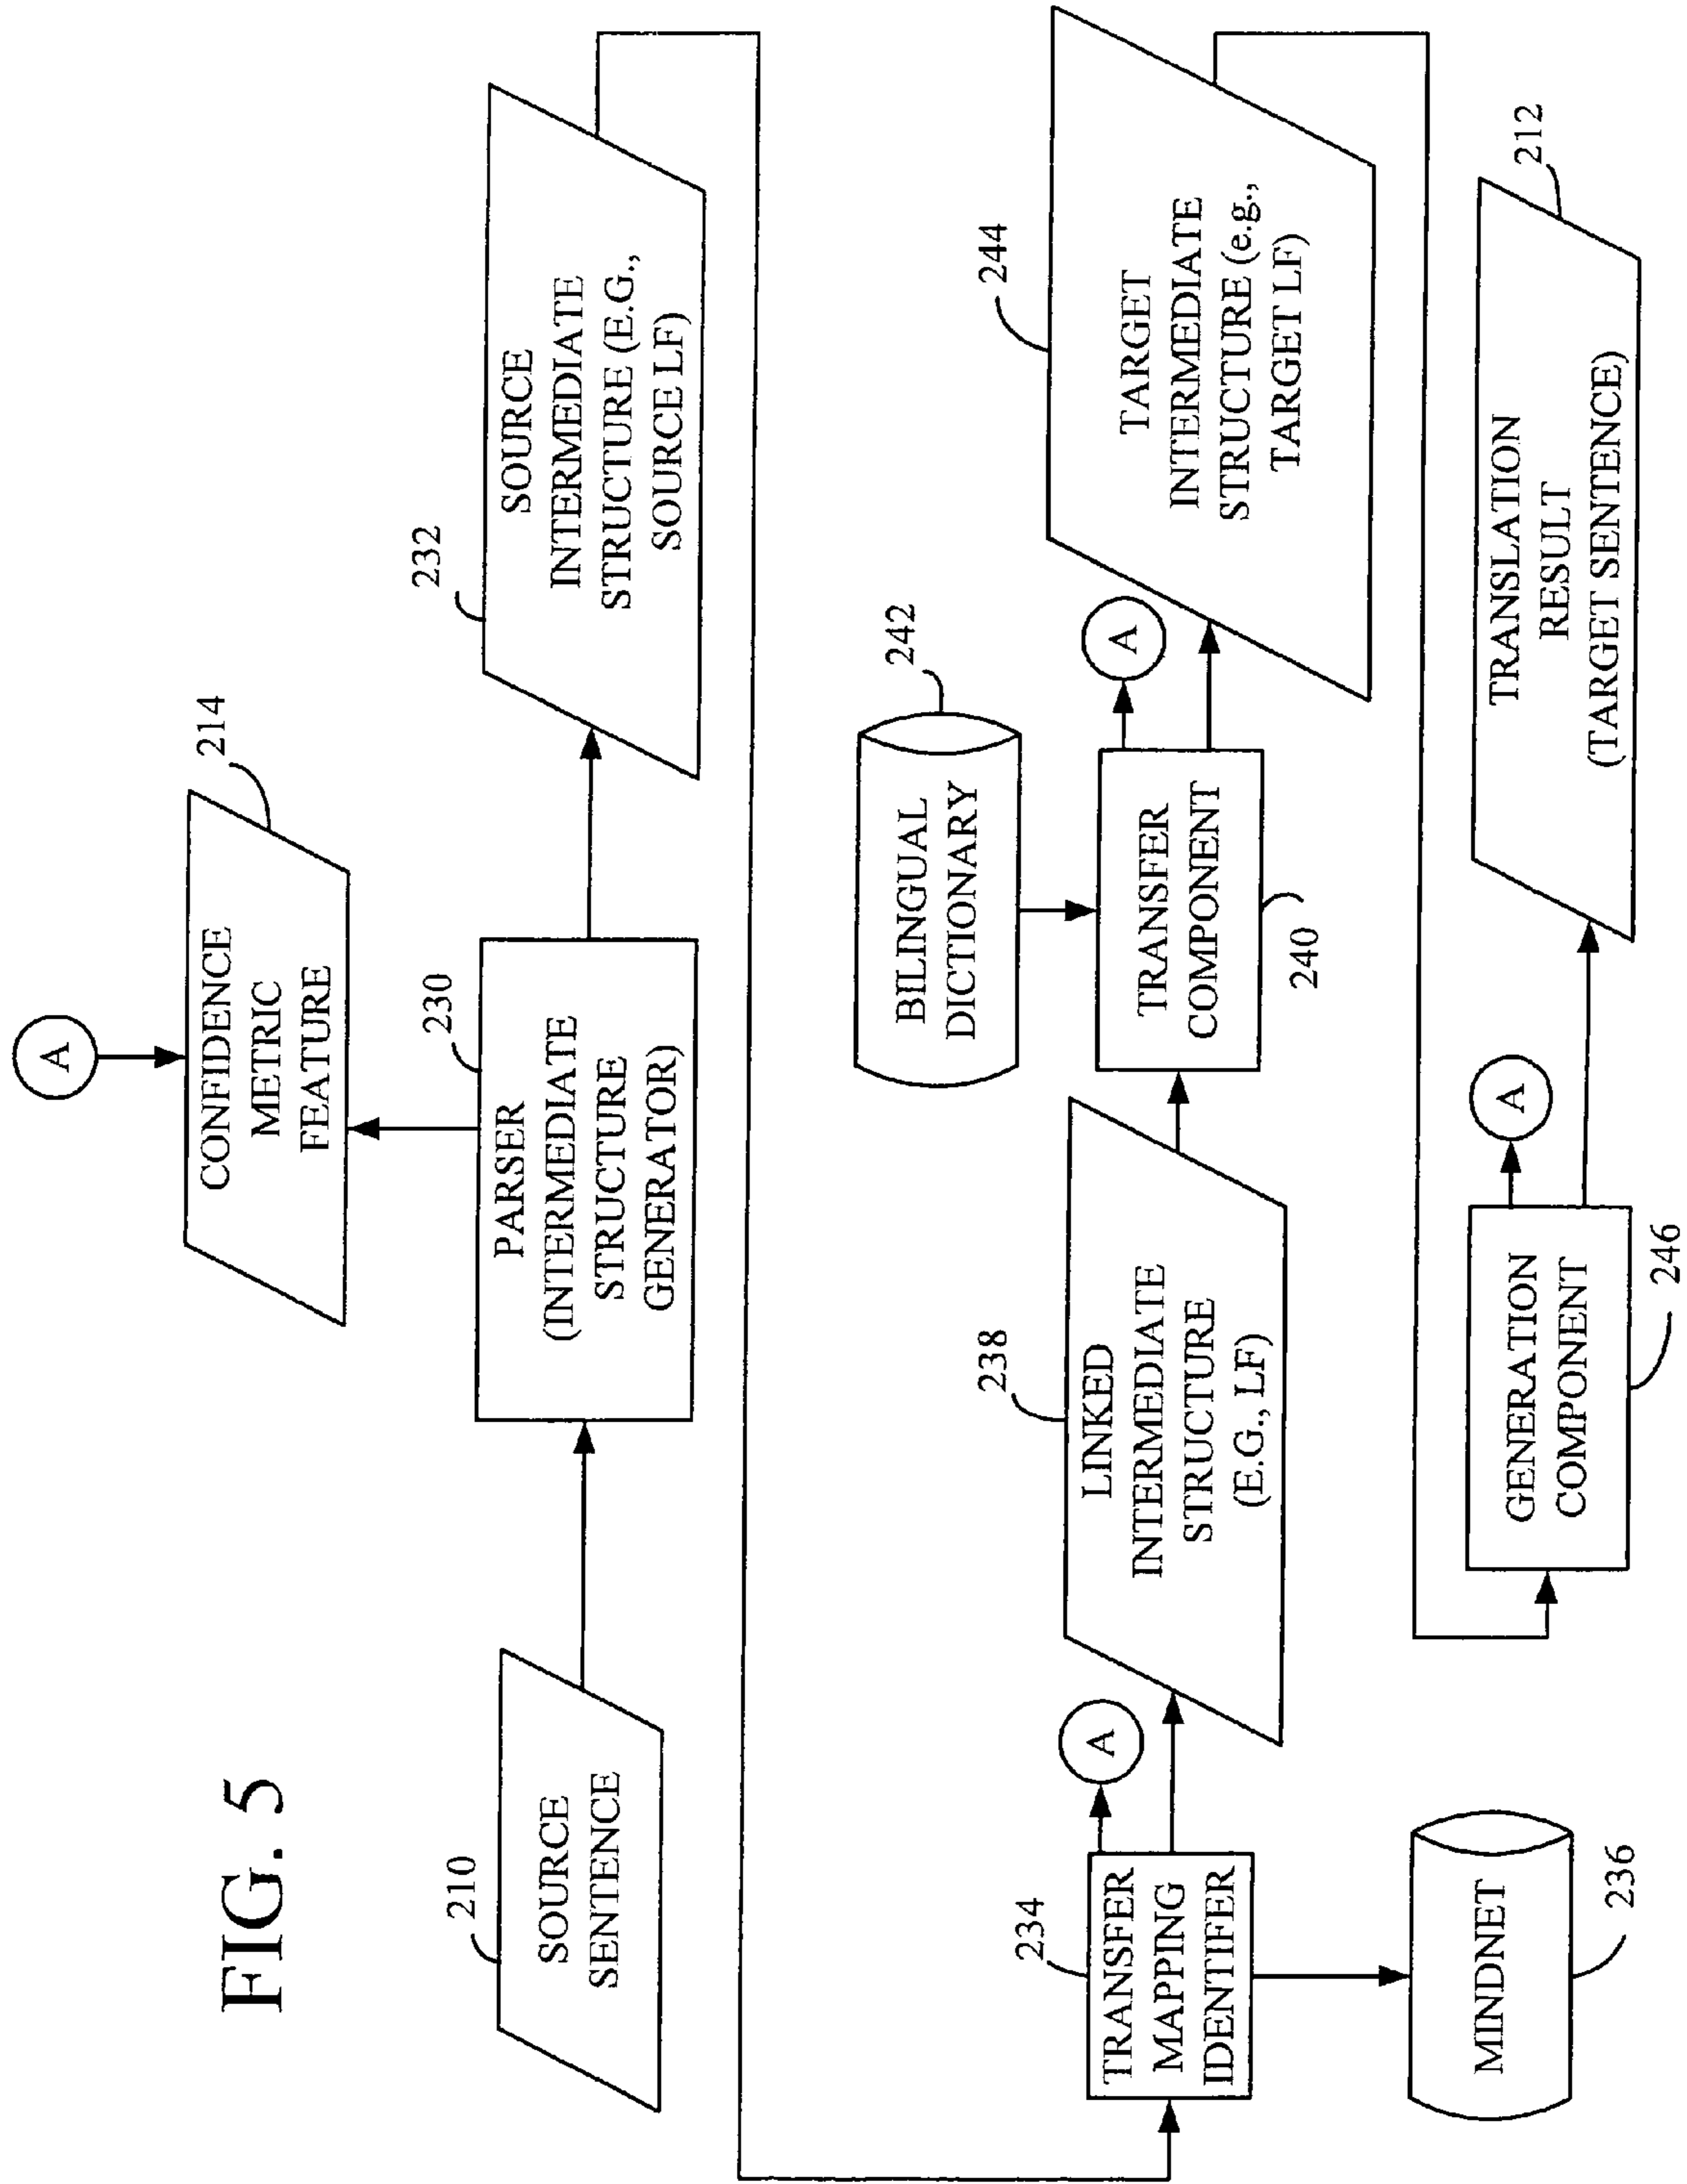 FIG. 5
A
CONFIDENCE
METRIC
FEATURE
214
210
SOURCE
SENTENCE
230
PARSER
(INTERMEDIATE
STRUCTURE
GENERATOR)
232
SOURCE
INTERMEDIATE
STRUCTURE (E.G.,
SOURCE LF)
234
TRANSFER
MAPPING
IDENTIFER
A
MINDNET
236
238
LINKED
INTERMEDIATE
STRUCTURE
(E.G., LF)
BILINGUAL
DICTIONARY
242
TRANSFER
COMPONENT
240
A
244
TARGET
INTERMEDIATE
STRUCTURE (e.g.,
TARGET LF)
GENERATION
COMPONENT
246
A
TRANSLATION
RESULT
(TARGET SENTENCE)
212